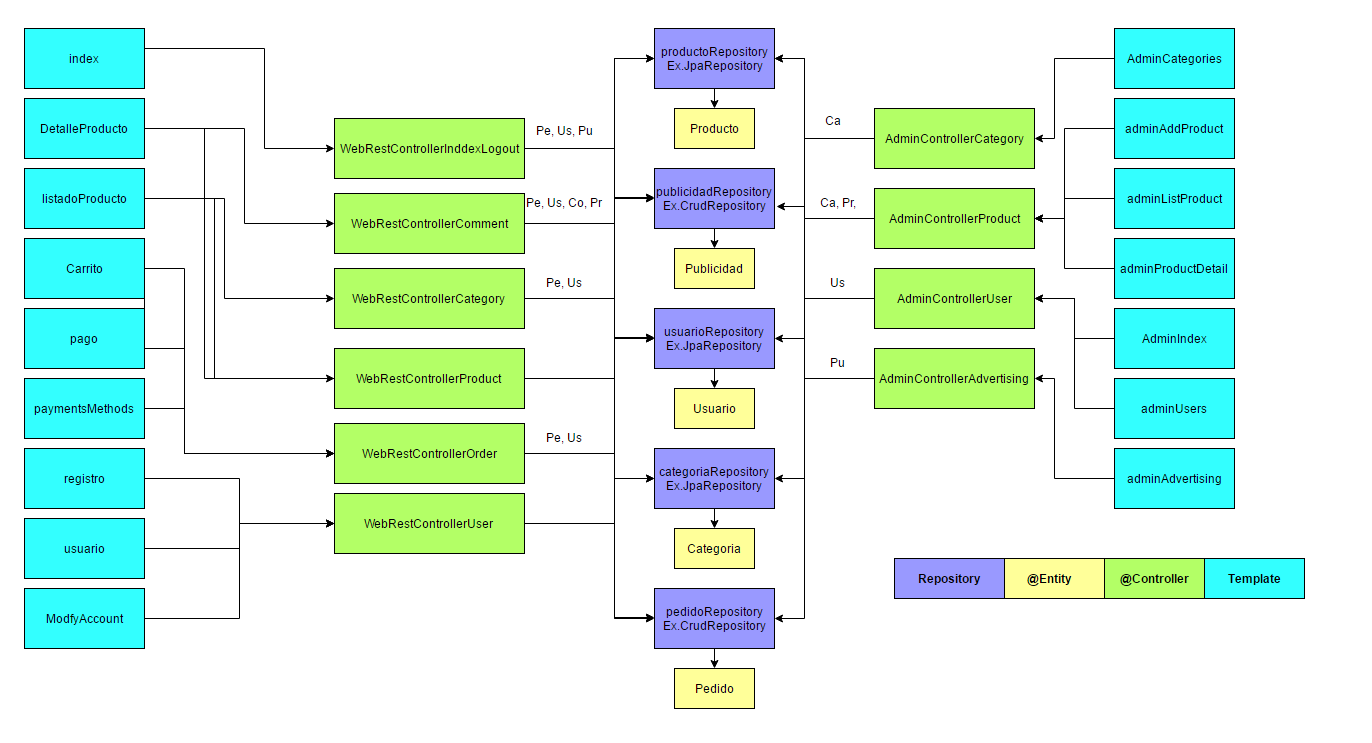 index
DetalleProducto
listadoProducto
Carrito
pago
paymentsMethods
registro
usuario
ModfyAccount
WebRestControllerInddexLogout
WebRestControllerComment
WebRestControllerCategory
WebRestControllerProduct
WebRestControllerOrder
WebRestControllerUser
Pe, Us, Pu
Pe, Us, Co, Pr
Pe, Us
Pe, Us
productoRepository
Ex.JpaRepository
Producto
publicidadRepository
Ex.CrudRepository
Publicidad
usuarioRepository
Ex.JpaRepository
Usuario
categoriaRepository
Ex.JpaRepository
Categoria
pedidoRepository
Ex.CrudRepository
Pedido
Ca
Ca, Pr,
Us
Pu
AdminControllerCategory
AdminControllerProduct
AdminControllerUser
AdminControllerAdvertising
AdminCategories
adminAddProduct
adminListProduct
adminProductDetail
AdminIndex
adminUsers
adminAdvertising
Repository
@Entity
@Controller
Template